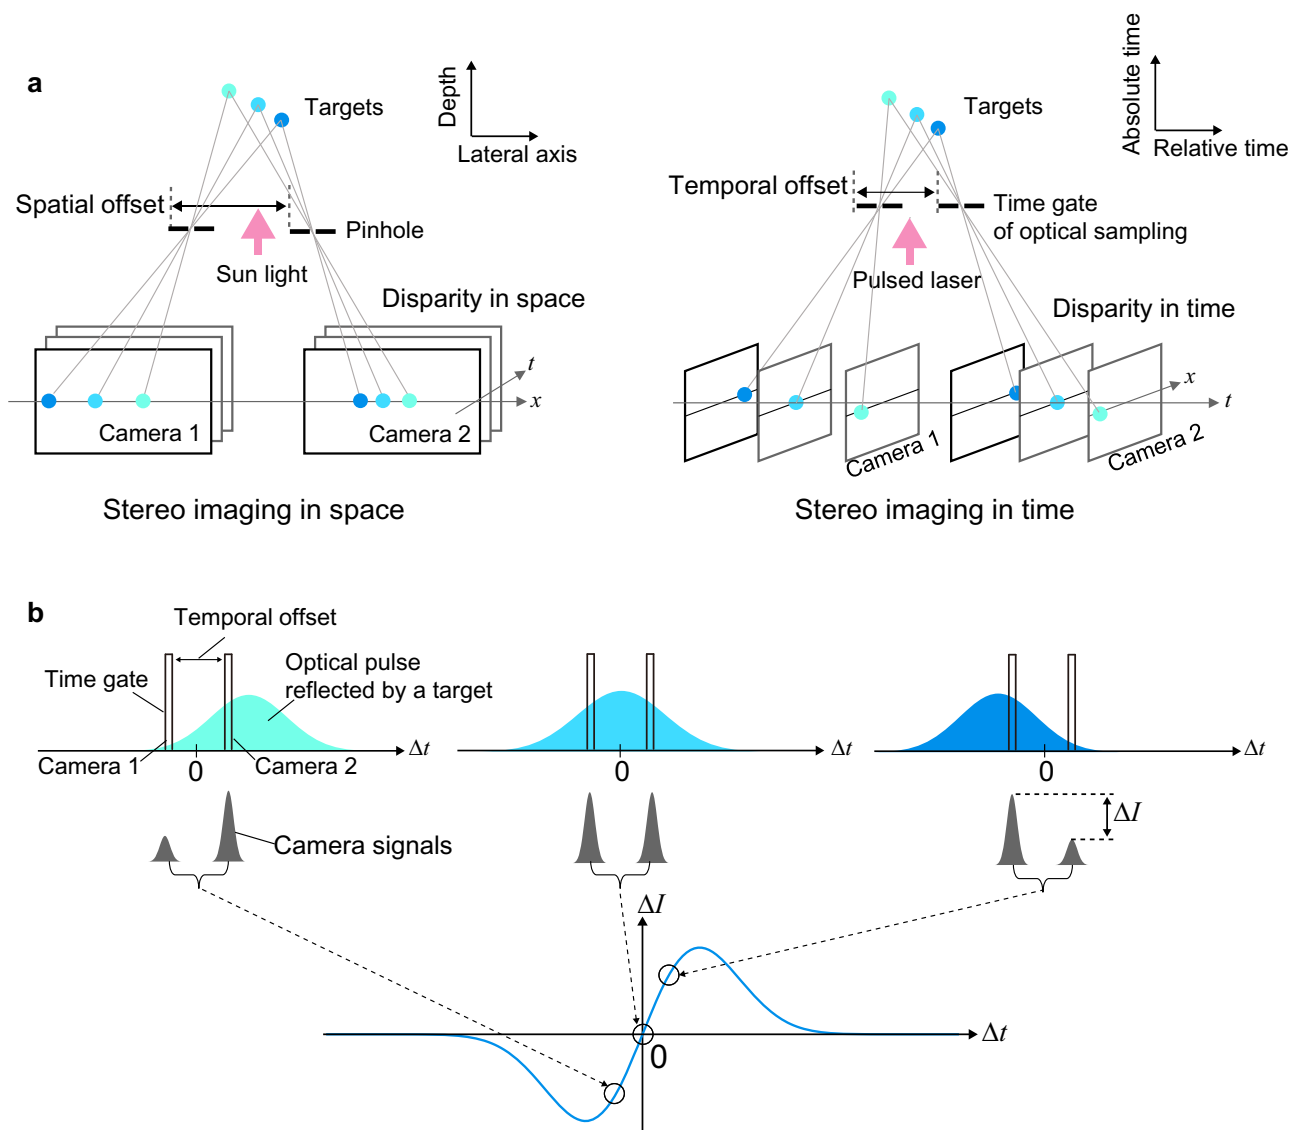 a
Targets
Depth
Lateral axis
Spatial offset
Pinhole
Sun light
Disparity in space
t
x
Camera 1
Camera 2
Stereo imaging in space
Targets
Absolute time
Relative time
Temporal offset
Time gate
of optical sampling
Pulsed laser
Disparity in time
x
t
Camera 1
Camera 2
Stereo imaging in time
b
Temporal offset
Time gate
Optical pulse
reflected by a target
Camera 1
0
Camera 2
Δt
0
Δt
0
Δt
Camera signals
ΔI
ΔI
Δt
0